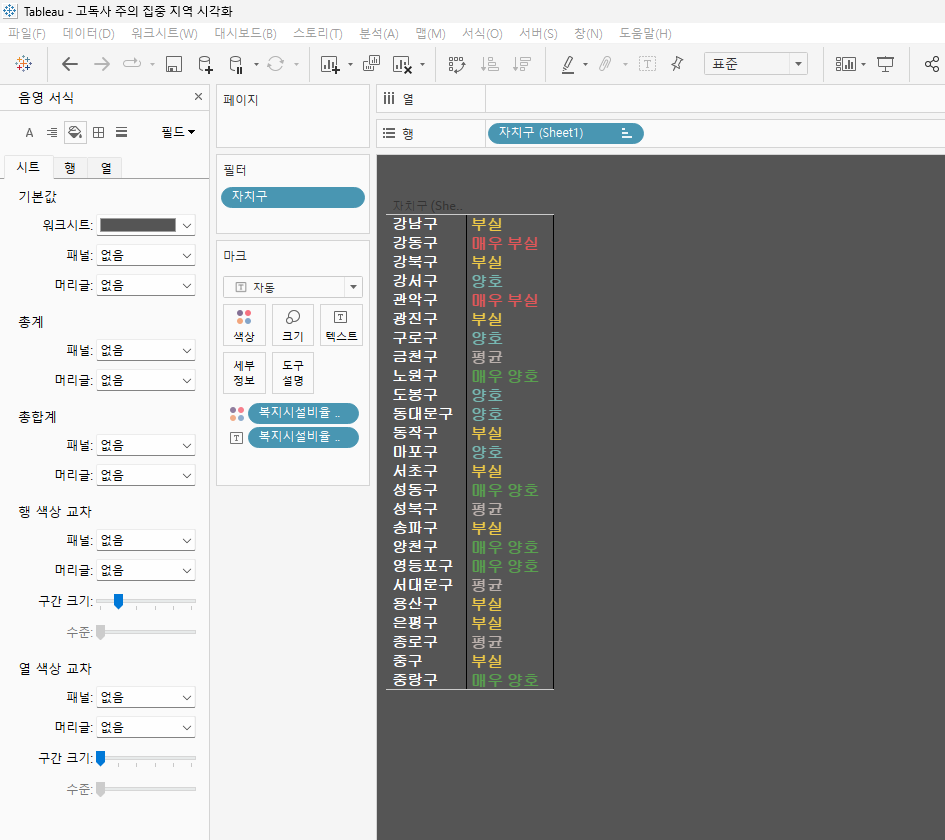 Tableau - 고독사 주의 집중 지역 시각화
파일(F) 데이터(D) 워크시트(W) 대시보드(B) 스토리(T) 분석(A) 맵(M) 서식(O) 서버(S) 창(N) 도움말(H)
표준
음영 서식
A 필드
시트 행 열
기본값
워크시트:
패널: 없음
머리글: 없음
총계
패널: 없음
머리글: 없음
총합계
패널: 없음
머리글: 없음
행 색상 교차
패널: 없음
머리글: 없음
구간 크기:
수준:
열 색상 교차
패널: 없음
머리글: 없음
구간 크기:
수준:
페이지
필터
자치구
마크
자동
색상 크기 텍스트
세부 정보
도구 설명
복지시설비율 ..
복지시설비율 ..
열
행 자치구 (Sheet1)
자치구 (She..
강남구 부실
강동구 매우 부실
강북구 부실
강서구 양호
관악구 매우 부실
광진구 부실
구로구 양호
금천구 평균
노원구 매우 양호
도봉구 양호
동대문구 양호
동작구 부실
마포구 양호
서초구 부실
성동구 매우 양호
성북구 평균
송파구 부실
양천구 매우 양호
영등포구 매우 양호
서대문구 평균
용산구 부실
은평구 부실
종로구 평균
중구 부실
중랑구 매우 양호